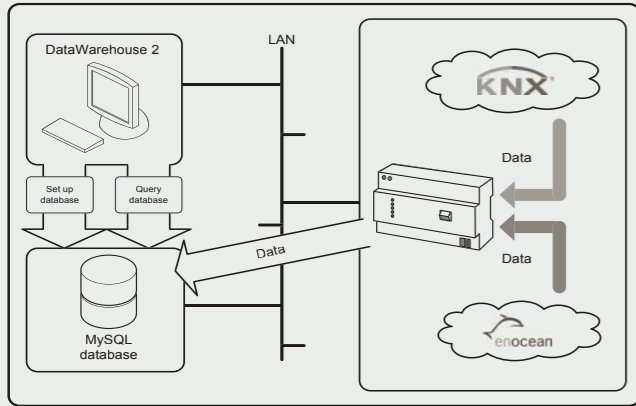 DataWarehouse 2
LAN
KNX®
Data
Set up
database
Query
database
Data
Data
MySQL
database
enocean